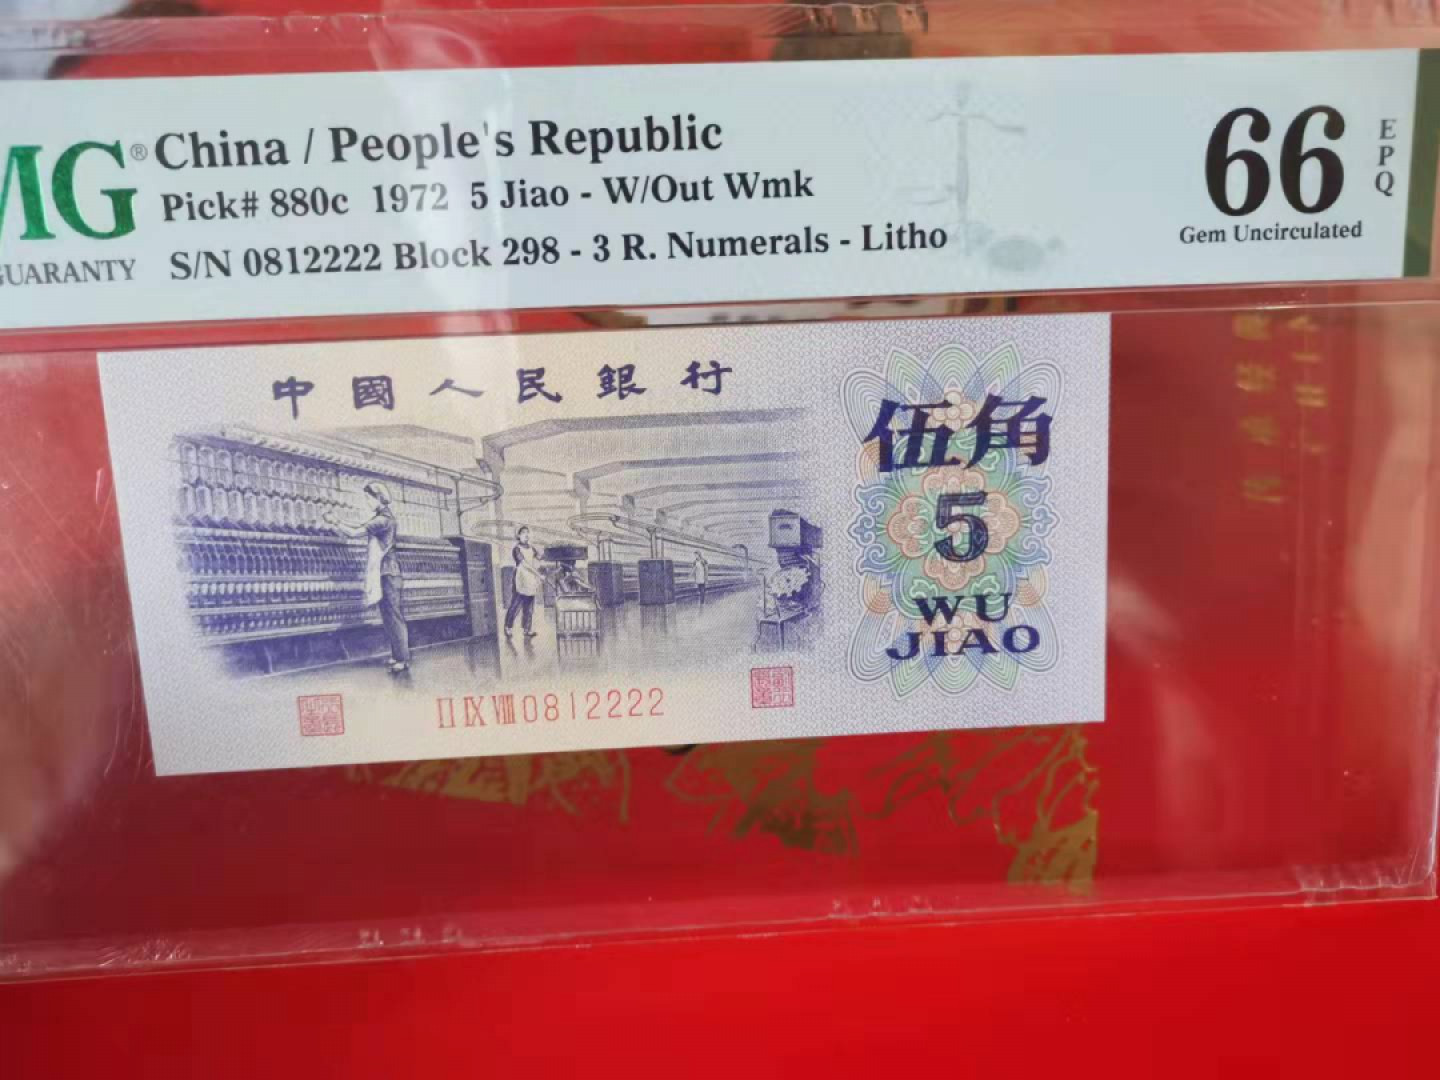 MG® China / People's Republic
Pick# 880c 1972 5 Jiao - W/Out Wmk
GUARANTY S/N 0812222 Block 298 - 3 R. Numerals - Litho
66 EPQ
Gem Uncirculated
中國人民銀行
伍角
5
WU
JIAO
II IX VIII 0812222